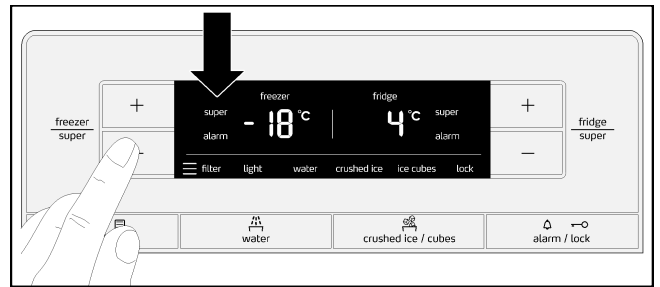 freezer
super
+
super
alarm
freezer
- 18 °C
fridge
4 °C
super
alarm
filter light water crushed ice ice cubes lock
+
−
fridge
super
water
crushed ice / cubes
alarm / lock